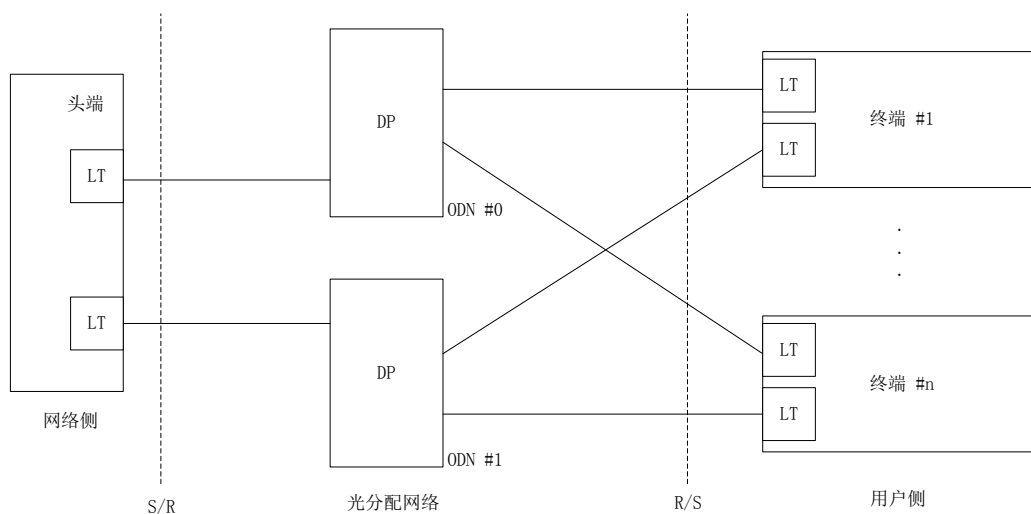 头端
LT
LT
网络侧
S/R
DP
ODN #0
DP
ODN #1
光分配网络
R/S
LT
LT
终端 #1
.
.
.
LT
LT
终端 #n
用户侧